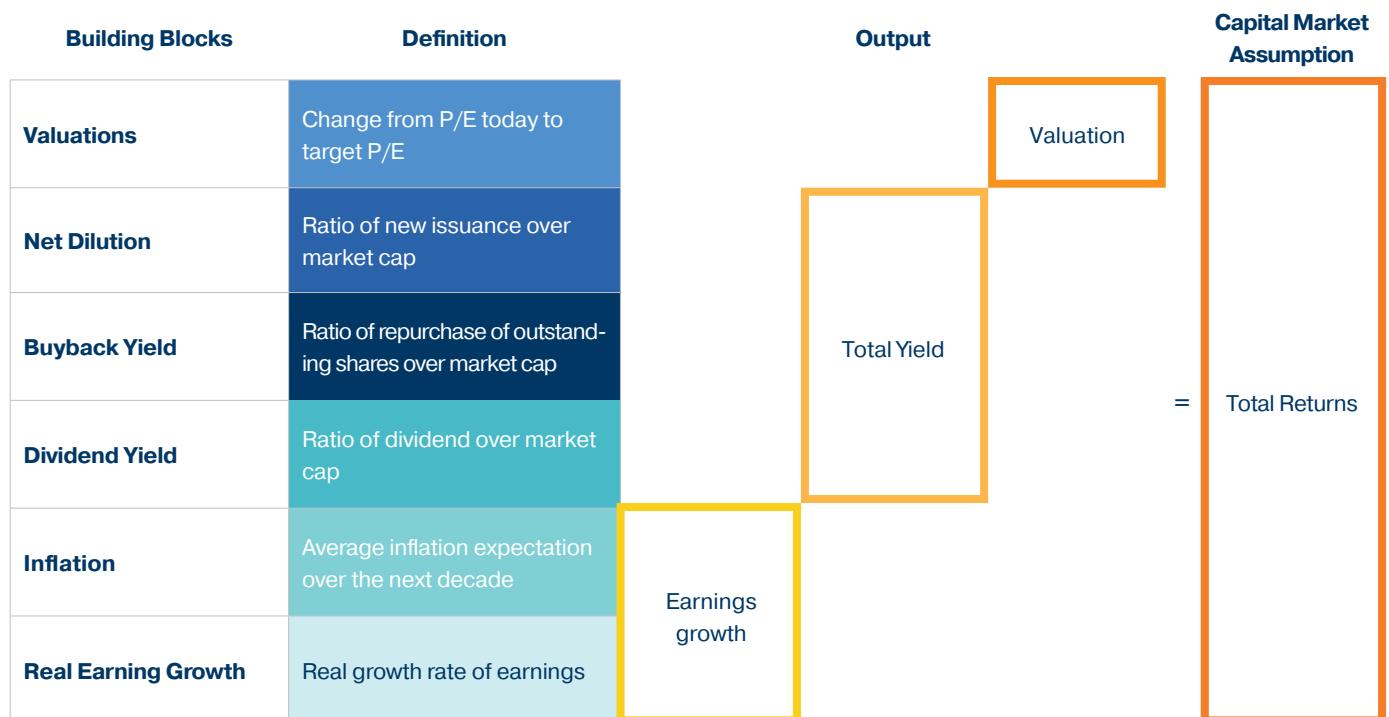 Building Blocks
Definition
Output
Capital Market
Assumption
Valuations
Change from P/E today to
target P/E
Valuation
Net Dilution
Ratio of new issuance over
market cap
Buyback Yield
Ratio of repurchase of outstand-
ing shares over market cap
Total Yield
Dividend Yield
Ratio of dividend over market
cap
=
Total Returns
Inflation
Average inflation expectation
over the next decade
Earnings
growth
Real Earning Growth
Real growth rate of earnings